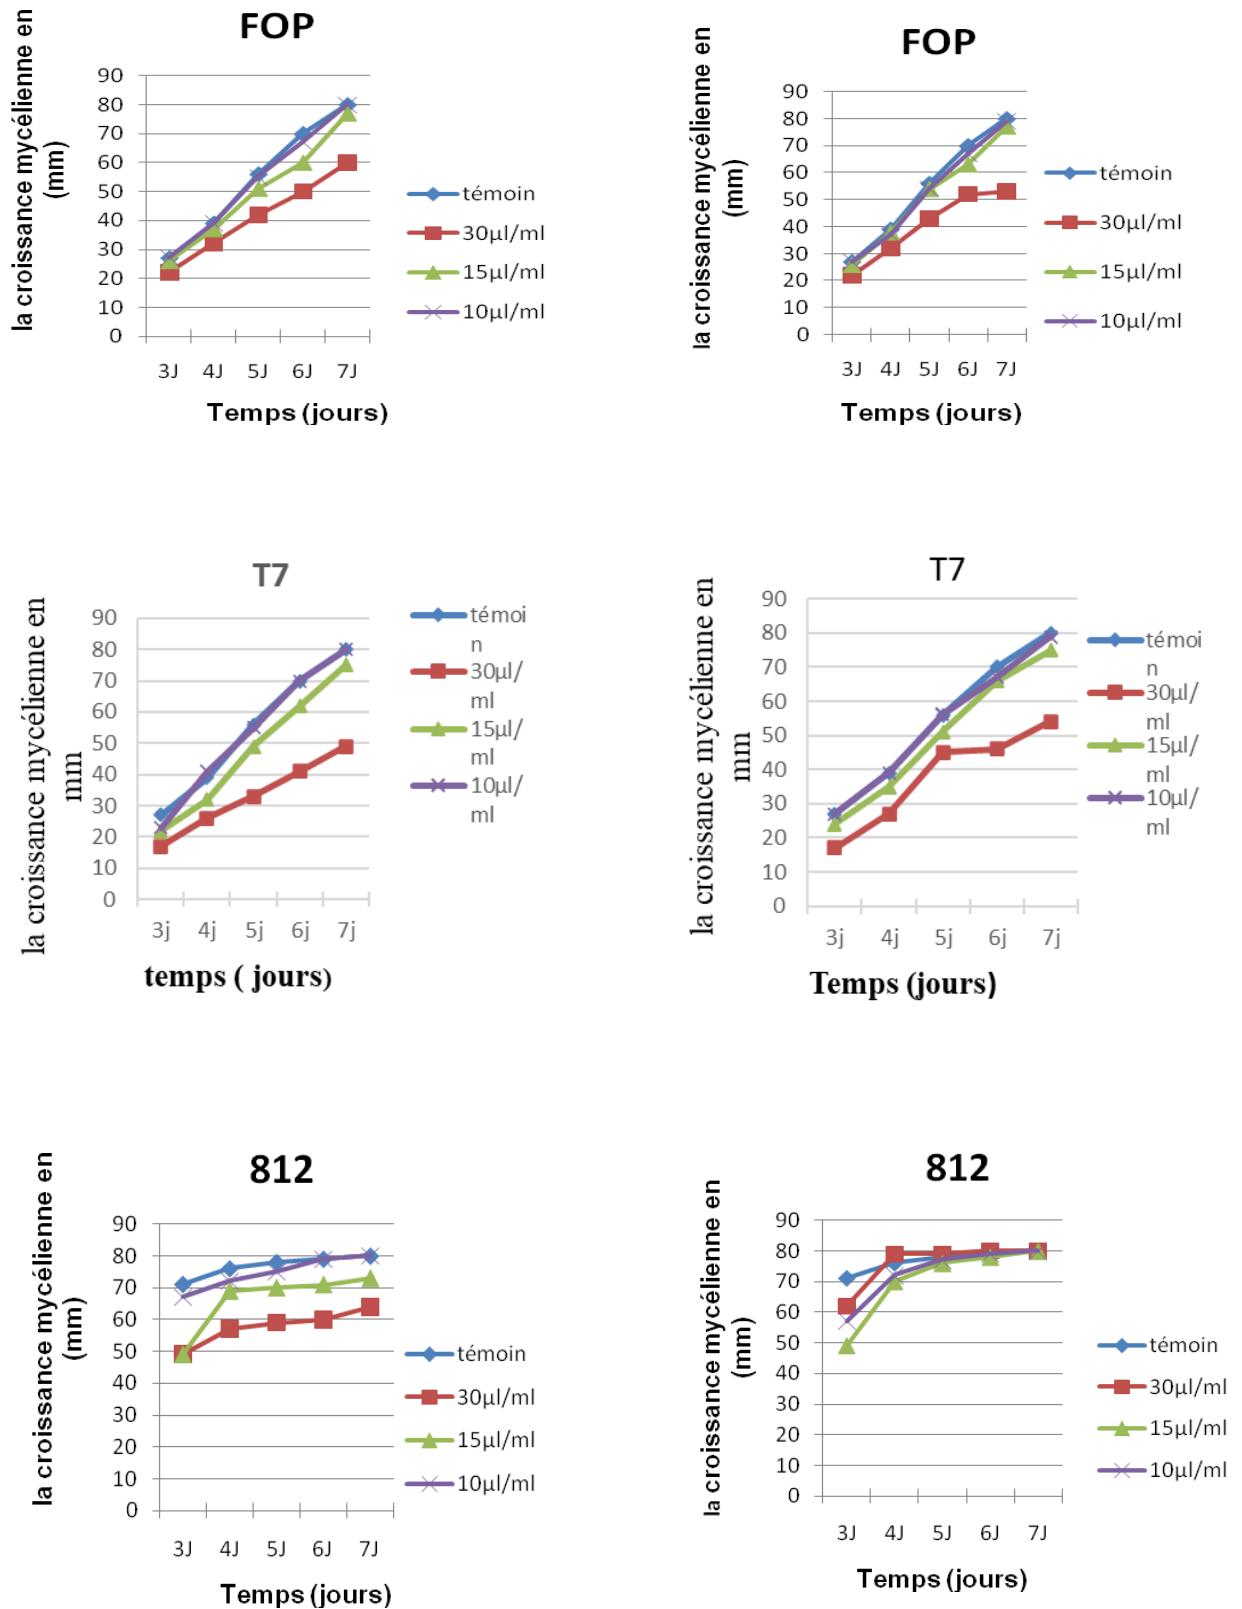 FOP
la croissance mycélienne en
(mm)
90
80
70
60
50
40
30
20
10
0
3J 4J 5J 6J 7J
Temps (jours)
témoin
30µl/ml
15µl/ml
10µl/ml
FOP
la croissance mycélienne en
(mm)
90
80
70
60
50
40
30
20
10
0
3J 4J 5J 6J 7J
Temps (jours)
témoin
30µl/ml
15µl/ml
10µl/ml
T7
la croissance mycélienne en
mm
90
80
70
60
50
40
30
20
10
0
3j 4j 5j 6j 7j
temps ( jours)
témoi
n
30µl/
ml
15µl/
ml
10µl/
ml
T7
la croissance mycélienne en
mm
90
80
70
60
50
40
30
20
10
0
3j 4j 5j 6j 7j
Temps (jours)
témoi
n
30µl/
ml
15µl/
ml
10µl/
ml
812
la croissance mycélienne en
(mm)
90
80
70
60
50
40
30
20
10
0
3J 4J 5J 6J 7J
Temps (jours)
témoin
30µl/ml
15µl/ml
10µl/ml
812
la croissance mycélienne en
(mm)
90
80
70
60
50
40
30
20
10
0
3J 4J 5J 6J 7J
Temps (jours)
témoin
30µl/ml
15µl/ml
10µl/ml